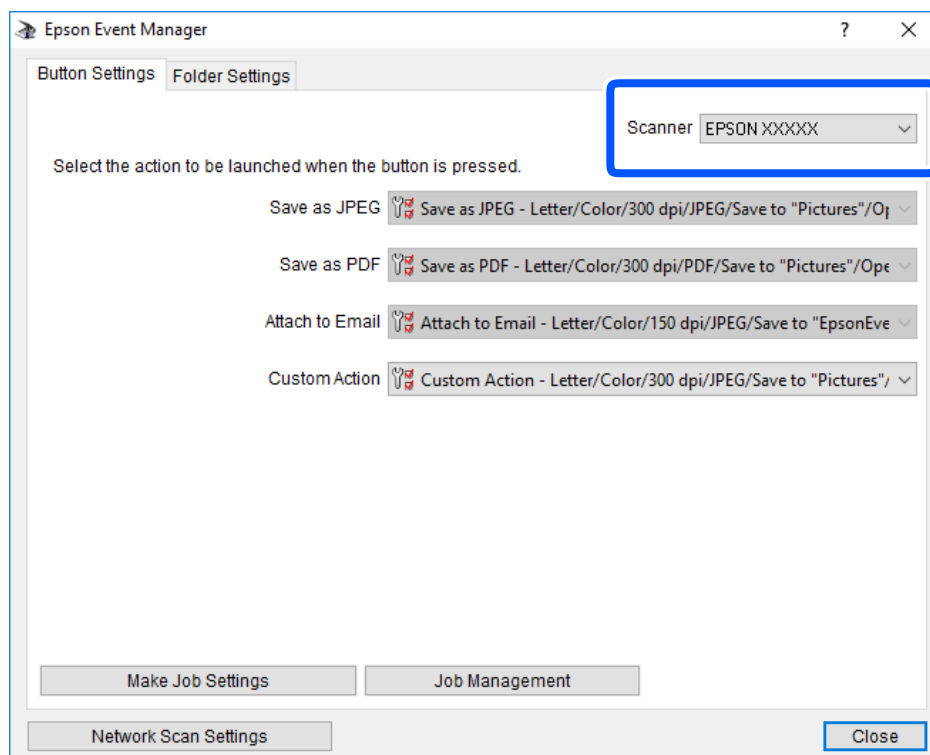 Epson Event Manager
Button Settings Folder Settings
Scanner EPSON XXXXX
Select the action to be launched when the button is pressed.
Save as JPEG Save as JPEG - Letter/Color/300 dpi/JPEG/Save to "Pictures"/Op
Save as PDF Save as PDF - Letter/Color/300 dpi/PDF/Save to "Pictures"/Ope
Attach to Email Attach to Email - Letter/Color/150 dpi/JPEG/Save to "EpsonEve
Custom Action Custom Action - Letter/Color/300 dpi/JPEG/Save to "Pictures"/
Make Job Settings Job Management
Network Scan Settings Close